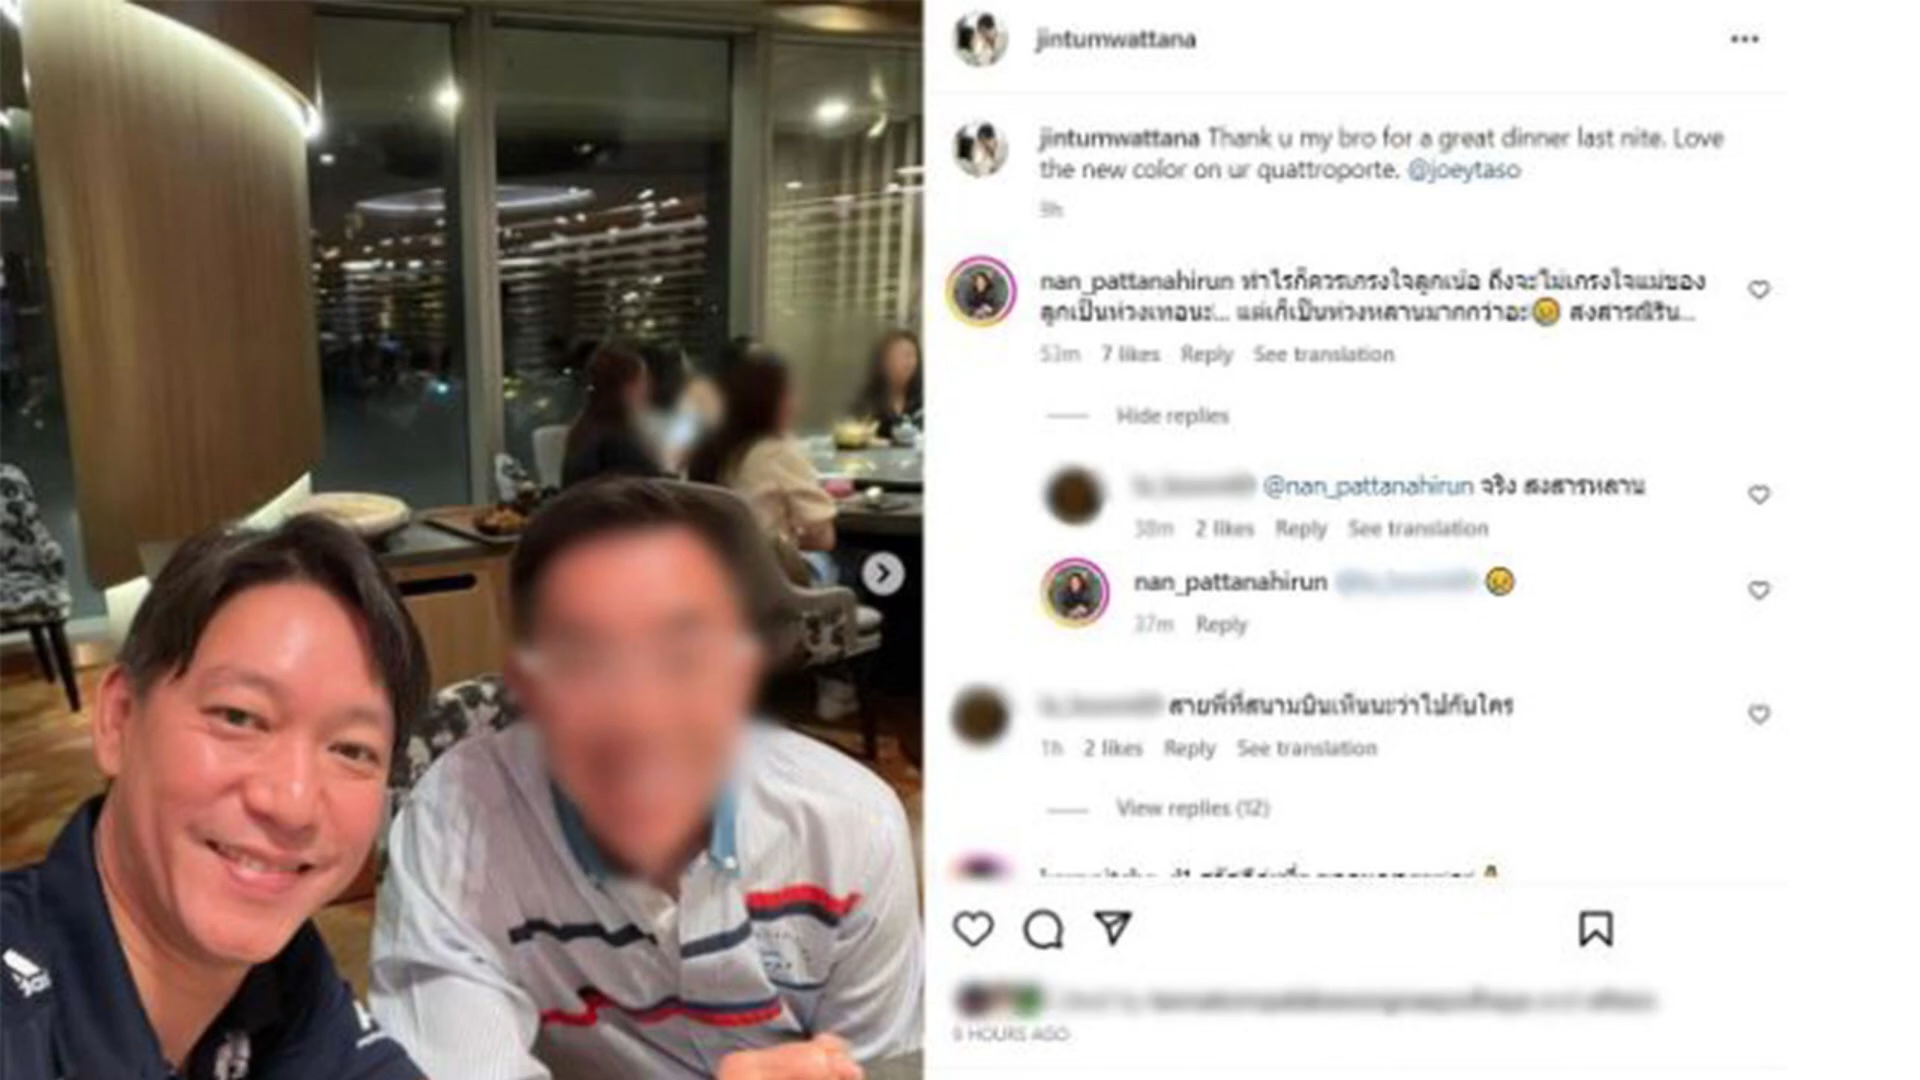 jintumwattana
jintumwattana Thank u my bro for a great dinner last nite. Love
the new color on ur quattroporte. @joeytaso
9h
nan_pattanahirun ทำไรก็ควรเกรงใจลูกเน่อ ถึงจะไม่เกรงใจแม่ของ
ลูกเป็นห่วงเทอนะ... แต่เก็เป็นห่วงหลานมากกว่าอะ😢 สงสารณิริน...
53m 7 likes Reply See translation
Hide replies
@nan_pattanahirun จริง สงสารหลาน
38m 2 likes Reply See translation
nan_pattanahirun 😢
37m Reply
สายพี่ที่สนามบินเห็นนะว่าไปกับใคร
1h 2 likes Reply See translation
View replies (12)
9 HOURS AGO